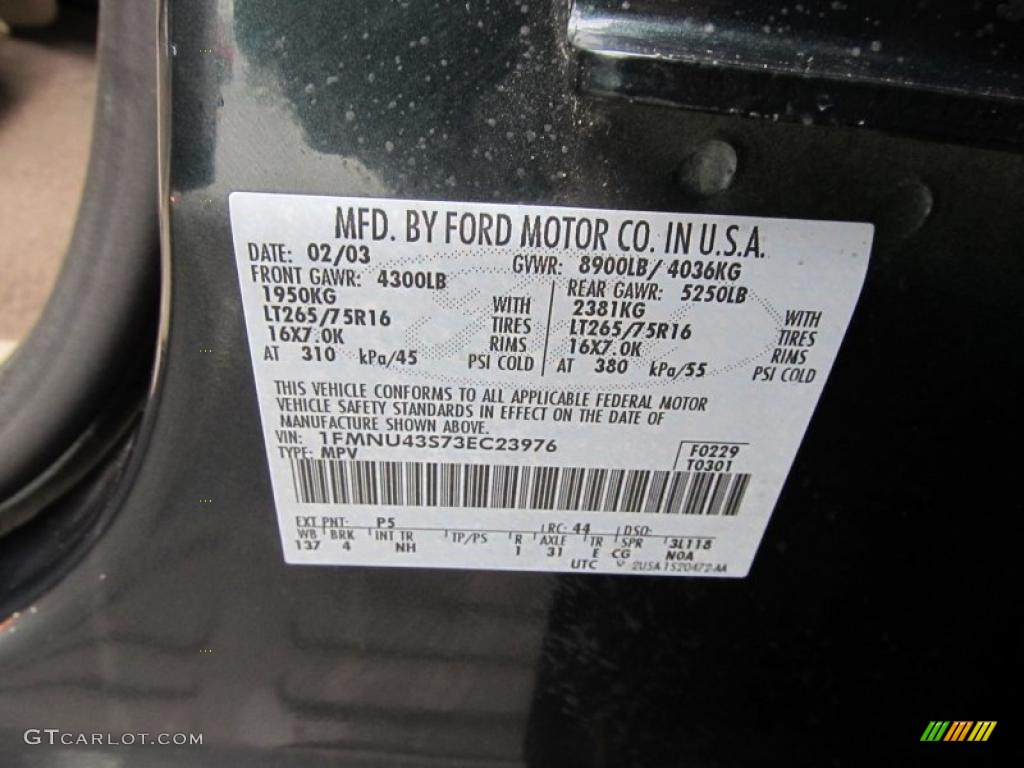 MFD. BY FORD MOTOR CO. IN U.S.A.
DATE: 02/03 GVWR: 8900LB/ 4036KG
FRONT GAWR: 4300LB REAR GAWR: 5250LB
1950KG WITH 2381KG WITH
LT265/75R16 TIRES LT265/75R16 TIRES
16X7.0K RIMS 16X7.0K RIMS
AT 310 kPa/45 PSI COLD AT 380 kPa/55 PSI COLD
THIS VEHICLE CONFORMS TO ALL APPLICABLE FEDERAL MOTOR
VEHICLE SAFETY STANDARDS IN EFFECT ON THE DATE OF
MANUFACTURE SHOWN ABOVE.
VIN: 1FMNU43S73EC23976 F0229
TYPE: MPV T0301
EXT PNT: P5 RC: 44 DSO:
WB BRK INT TR TP/PS R AXLE TR SPR 3L118
137 4 NH 1 31 E CG N0A
UTC 2U5A 1520472 AA
GTCARLOT.COM